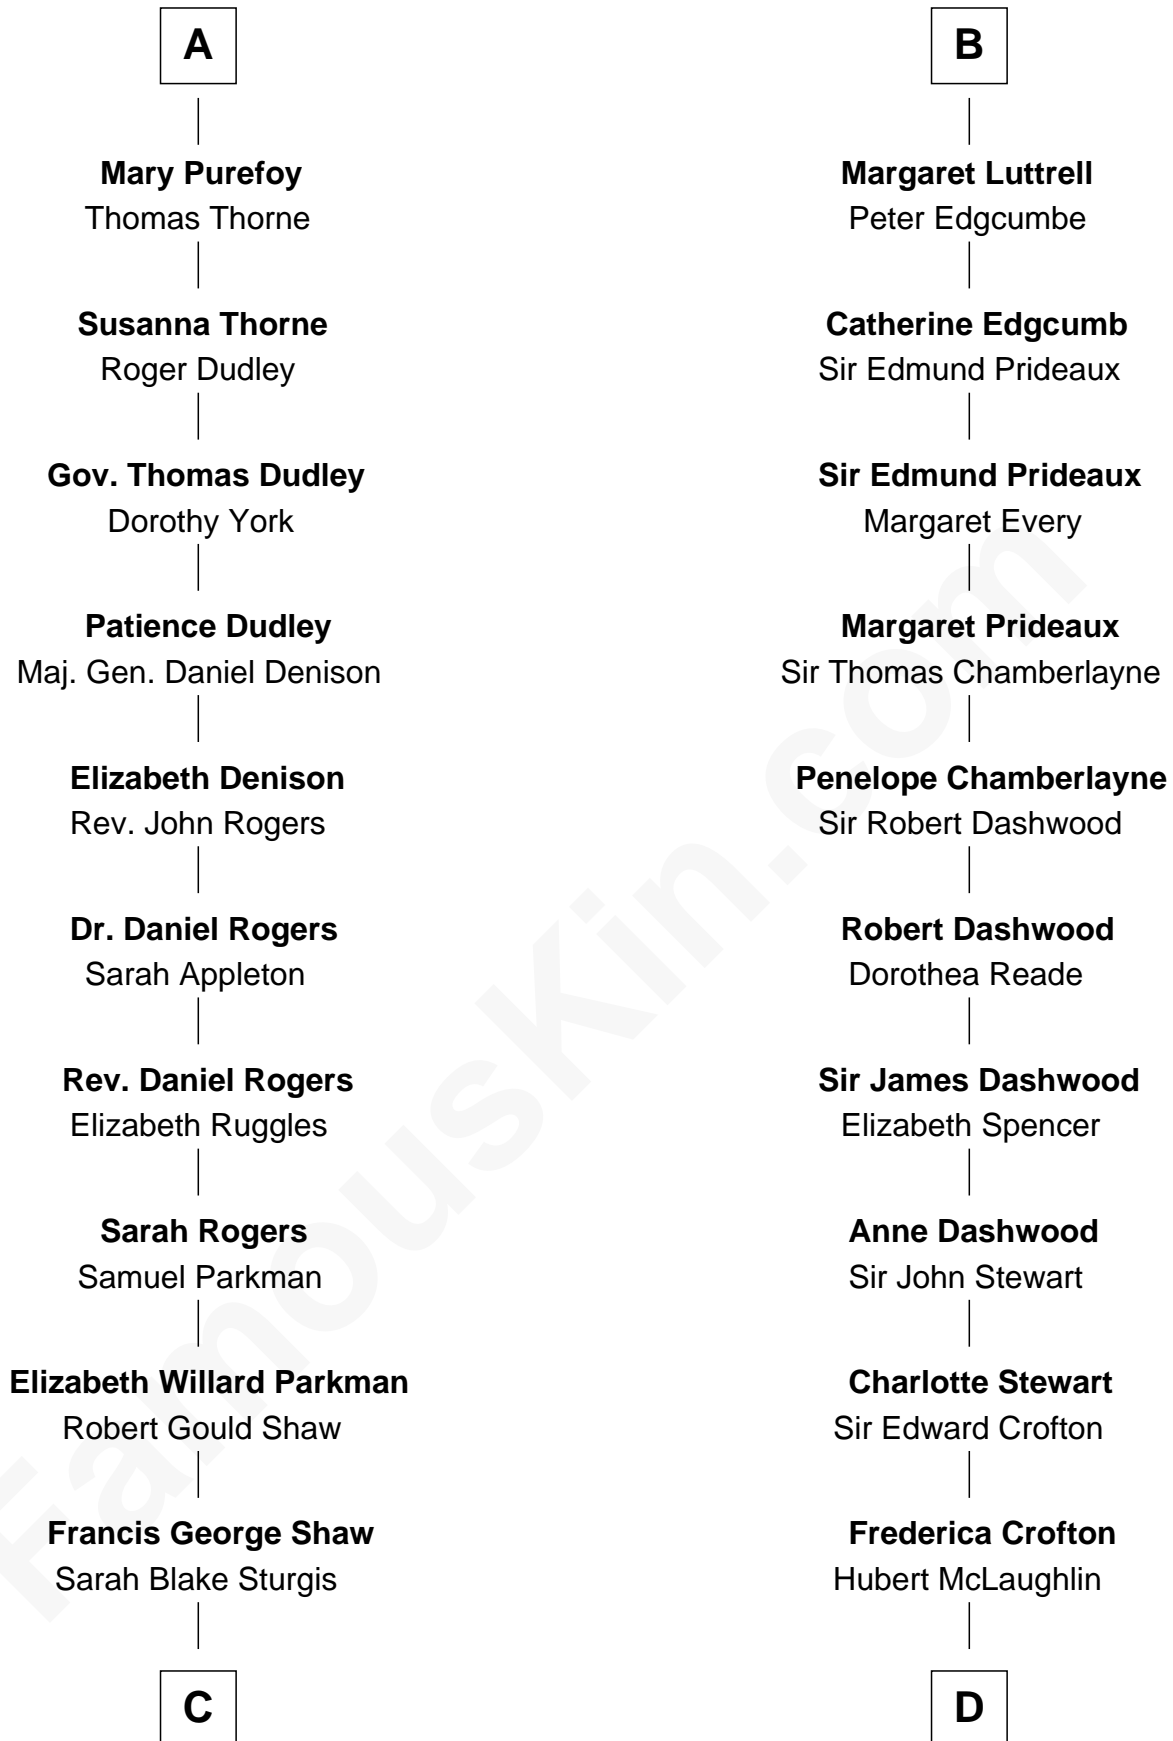 A
Mary Purefoy
Thomas Thorne
Susanna Thorne
Roger Dudley
Gov. Thomas Dudley
Dorothy York
Patience Dudley
Maj. Gen. Daniel Denison
Elizabeth Denison
Rev. John Rogers
Dr. Daniel Rogers
Sarah Appleton
Rev. Daniel Rogers
Elizabeth Ruggles
Sarah Rogers
Samuel Parkman
Elizabeth Willard Parkman
Robert Gould Shaw
Francis George Shaw
Sarah Blake Sturgis
C
B
Margaret Luttrell
Peter Edgcumbe
Catherine Edgcumb
Sir Edmund Prideaux
Sir Edmund Prideaux
Margaret Every
Margaret Prideaux
Sir Thomas Chamberlayne
Penelope Chamberlayne
Sir Robert Dashwood
Robert Dashwood
Dorothea Reade
Sir James Dashwood
Elizabeth Spencer
Anne Dashwood
Sir John Stewart
Charlotte Stewart
Sir Edward Crofton
Frederica Crofton
Hubert McLaughlin
D
FamousKin.com